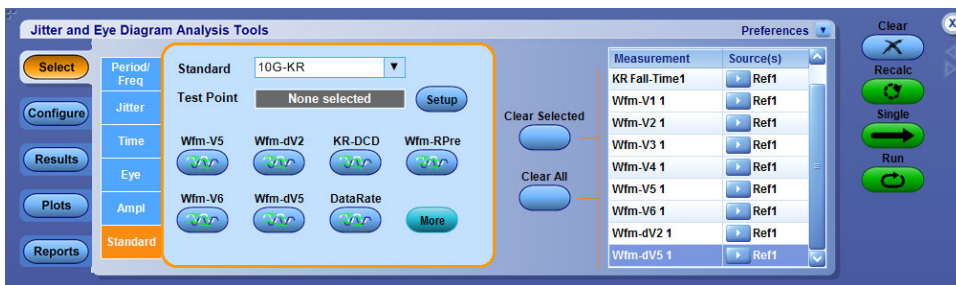 Jitter and Eye Diagram Analysis Tools
Preferences
Clear
X
Select
Configure
Results
Plots
Reports
Period/
Freq
Jitter
Time
Eye
Ampl
Standard
Standard
10G-KR
Test Point
None selected
Setup
Wfm-V5
Wfm-dV2
KR-DCD
Wfm-RPre
Wfm-V6
Wfm-dV5
DataRate
More
Clear Selected
Clear All
Measurement
Source(s)
KR Fall-Time1
Ref1
Wfm-V1 1
Ref1
Wfm-V2 1
Ref1
Wfm-V3 1
Ref1
Wfm-V4 1
Ref1
Wfm-V5 1
Ref1
Wfm-V6 1
Ref1
Wfm-dV2 1
Ref1
Wfm-dV5 1
Ref1
Recalc
Single
Run